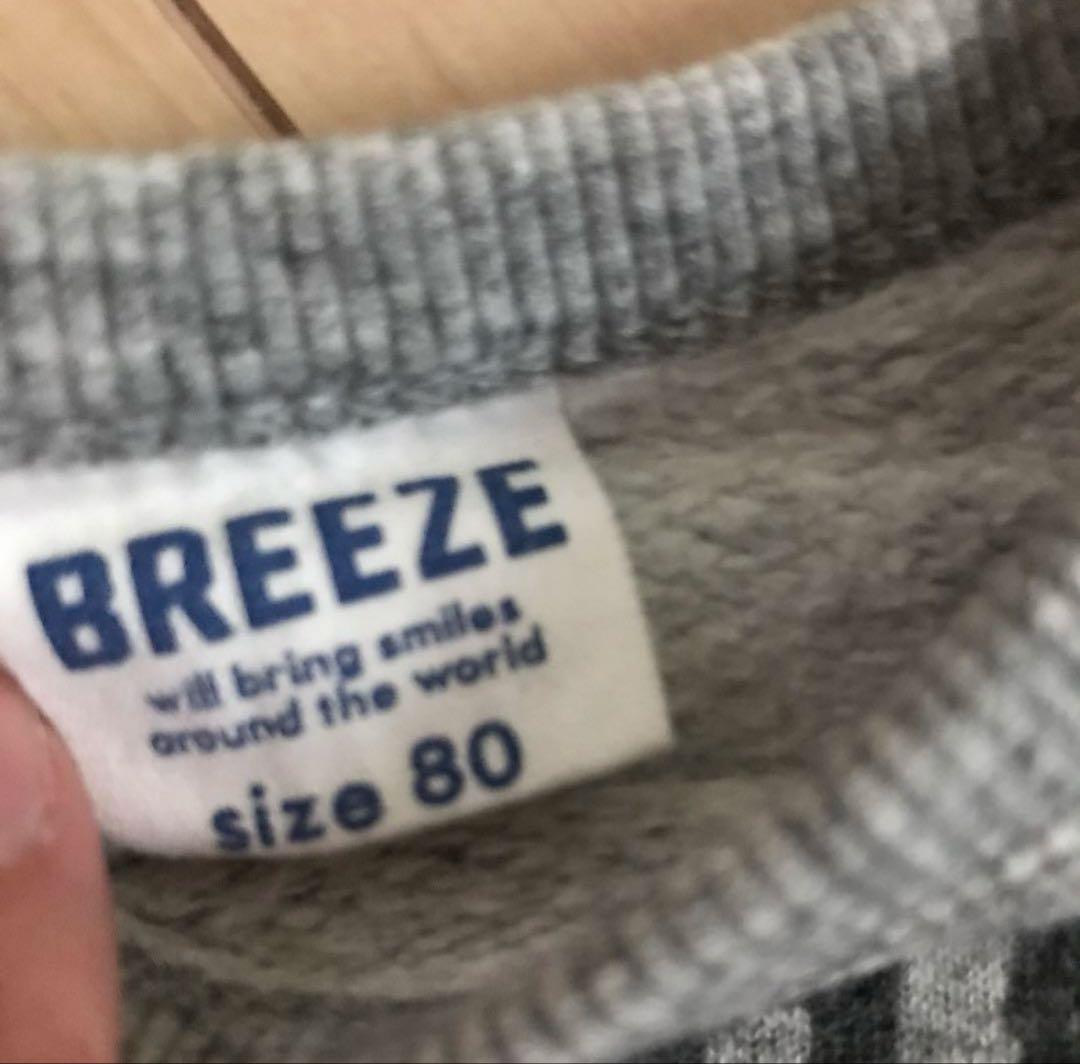 BREEZE
will bring smiles
around the world
size 80